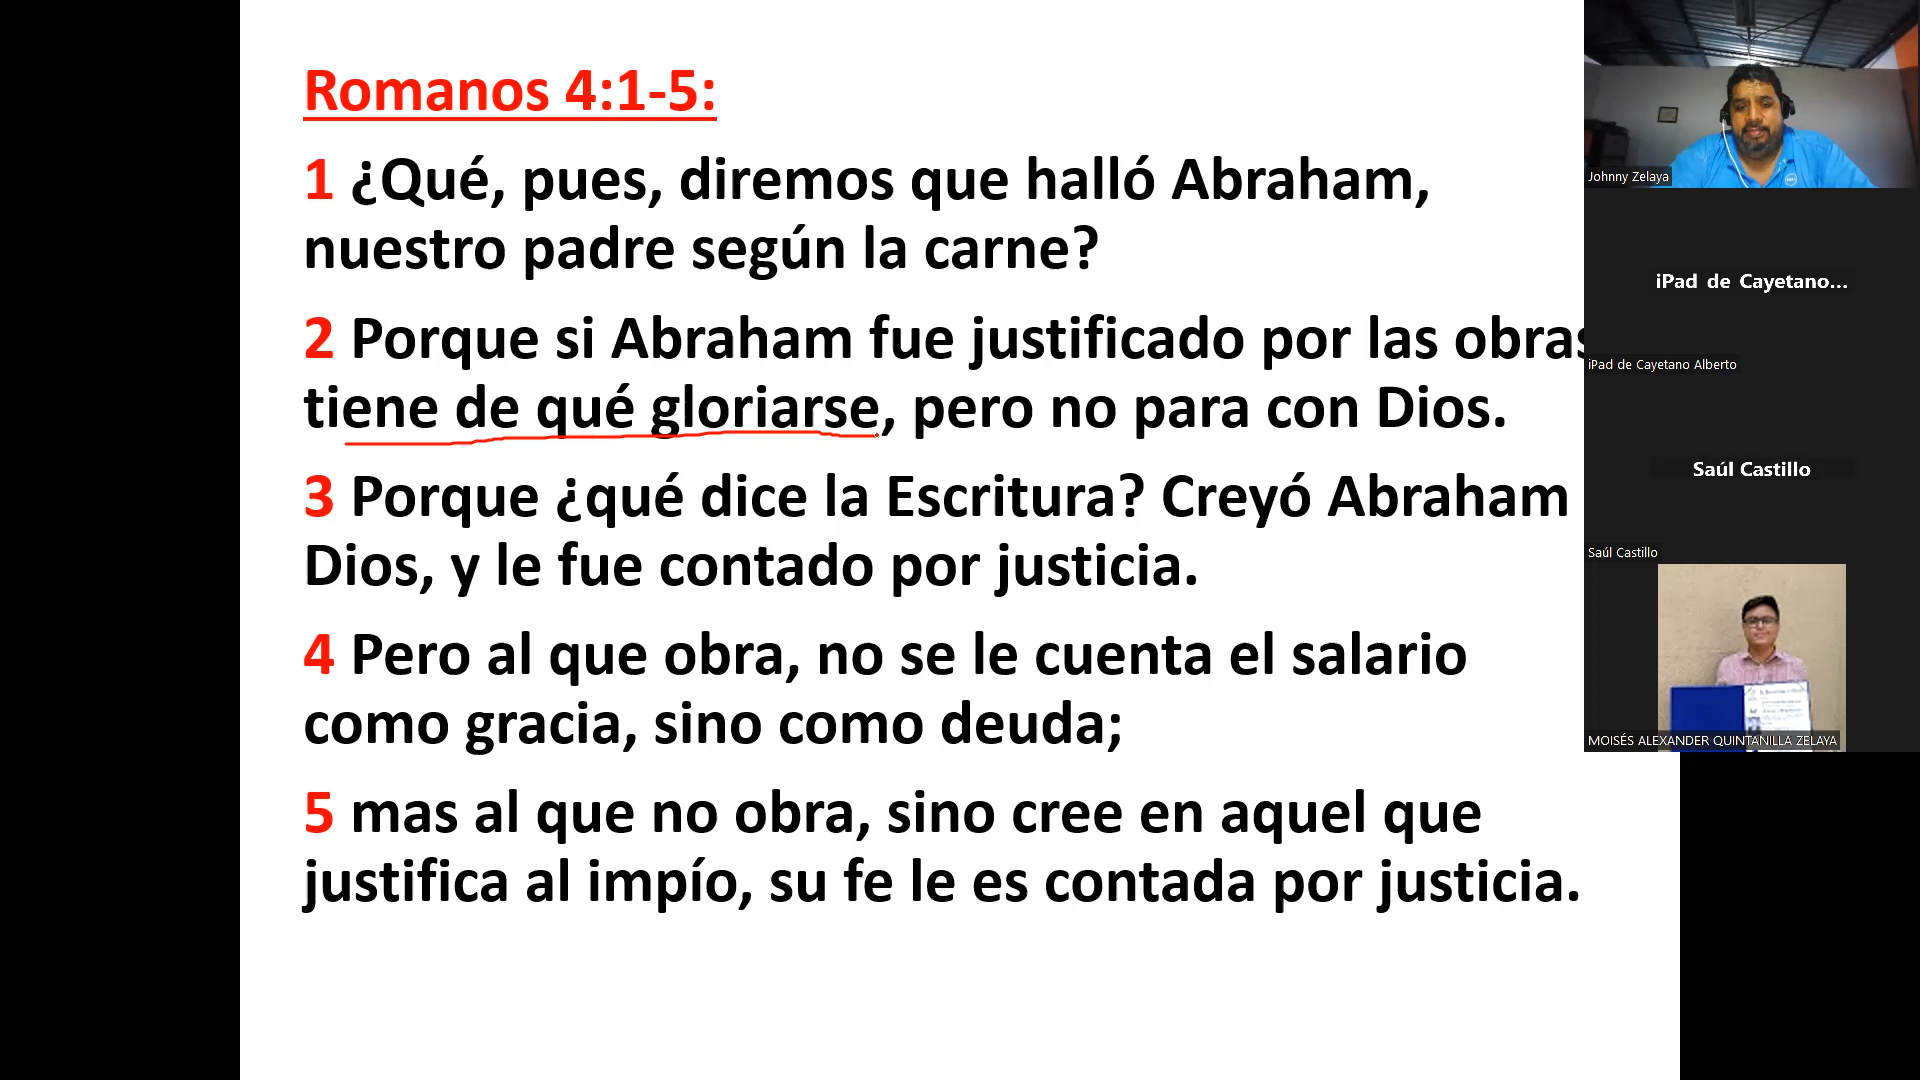 Romanos 4:1-5:
1 ¿Qué, pues, diremos que halló Abraham,
nuestro padre según la carne?
2 Porque si Abraham fue justificado por las obras
tiene de qué gloriarse, pero no para con Dios.
3 Porque ¿qué dice la Escritura? Creyó Abraham
Dios, y le fue contado por justicia.
4 Pero al que obra, no se le cuenta el salario
como gracia, sino como deuda;
5 mas al que no obra, sino cree en aquel que
justifica al impío, su fe le es contada por justicia.
Johnny Zelaya
iPad de Cayetano...
iPad de Cayetano Alberto
Saúl Castillo
Saúl Castillo
MOISÉS ALEXANDER QUINTANILLA ZELAYA